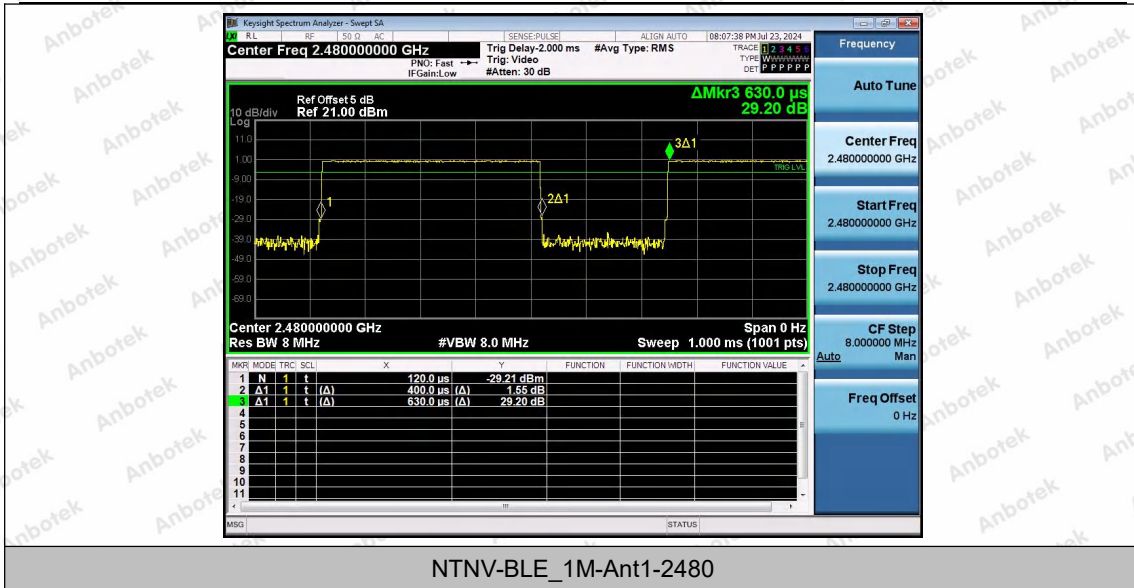 Keysight Spectrum Analyzer - Swept SA
LXI RL RF 50 Ω AC SENSE:PULSE ALIGN AUTO 08:07:38 PM Jul 23, 2024
Center Freq 2.480000000 GHz
PNO: Fast
IFGain:Low
Trig Delay-2.000 ms
Trig: Video
#Atten: 30 dB
#Avg Type: RMS
TRACE 1 2 3 4 5 6
TYPE WWWWWW
DET P P P P P P
ΔMkr3 630.0 µs
29.20 dB
Ref Offset 5 dB
10 dB/div Ref 21.00 dBm
Log
11.0
1.00
-9.00
-19.0
-29.0
-39.0
-49.0
-59.0
-69.0
1
2Δ1
3Δ1
TRIG LVL
Center 2.480000000 GHz Span 0 Hz
Res BW 8 MHz #VBW 8.0 MHz Sweep 1.000 ms (1001 pts)
MKR MODE TRC SCL X Y FUNCTION FUNCTION WIDTH FUNCTION VALUE
1 N 1 t 120.0 µs -29.21 dBm
2 Δ1 1 t (Δ) 400.0 µs (Δ) 1.55 dB
3 Δ1 1 t (Δ) 630.0 µs (Δ) 29.20 dB
4
5
6
7
8
9
10
11
MSG STATUS
Frequency
Auto Tune
Center Freq
2.480000000 GHz
Start Freq
2.480000000 GHz
Stop Freq
2.480000000 GHz
CF Step
8.000000 MHz
Auto Man
Freq Offset
0 Hz
NTNV-BLE_1M-Ant1-2480
Anbotek